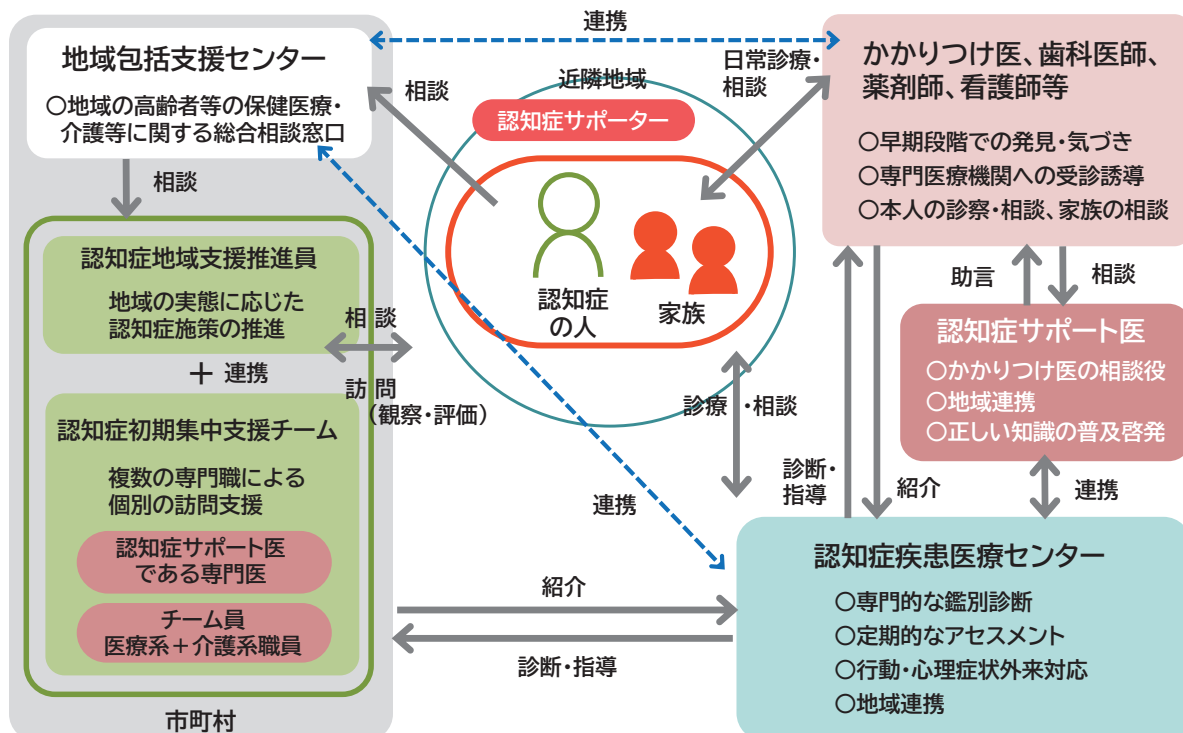 地域包括支援センター
○地域の高齢者等の保健医療・
介護等に関する総合相談窓口
相談
認知症地域支援推進員
地域の実態に応じた
認知症施策の推進
＋ 連携
認知症初期集中支援チーム
複数の専門職による
個別の訪問支援
認知症サポート医
である専門医
チーム員
医療系＋介護系職員
市町村
連携
相談
近隣地域
認知症サポーター
日常診療・
相談
認知症
の人
家族
相 談
訪 問
（観察・評価）
診療・相談
連携
紹介
診断・指導
かかりつけ医、歯科医師、
薬剤師、看護師等
○早期段階での発見・気づき
○専門医療機関への受診誘導
○本人の診察・相談、家族の相談
助言
相談
認知症サポート医
○かかりつけ医の相談役
○地域連携
○正しい知識の普及啓発
診断・
指導
紹介
連携
認知症疾患医療センター
○専門的な鑑別診断
○定期的なアセスメント
○行動・心理症状外来対応
○地域連携